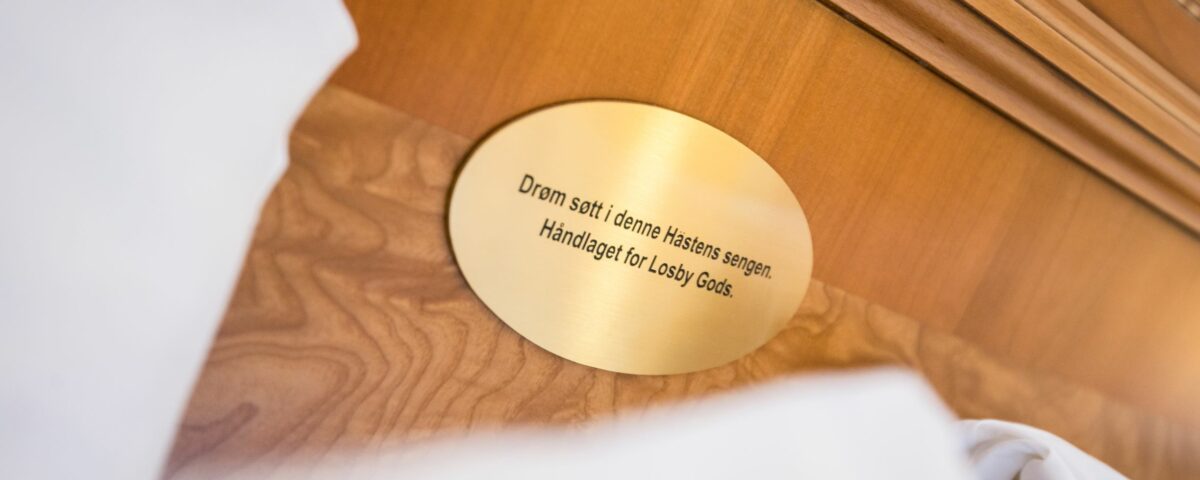 Drøm søtt i denne Hästens sengen.
Håndlaget for Losby Gods.